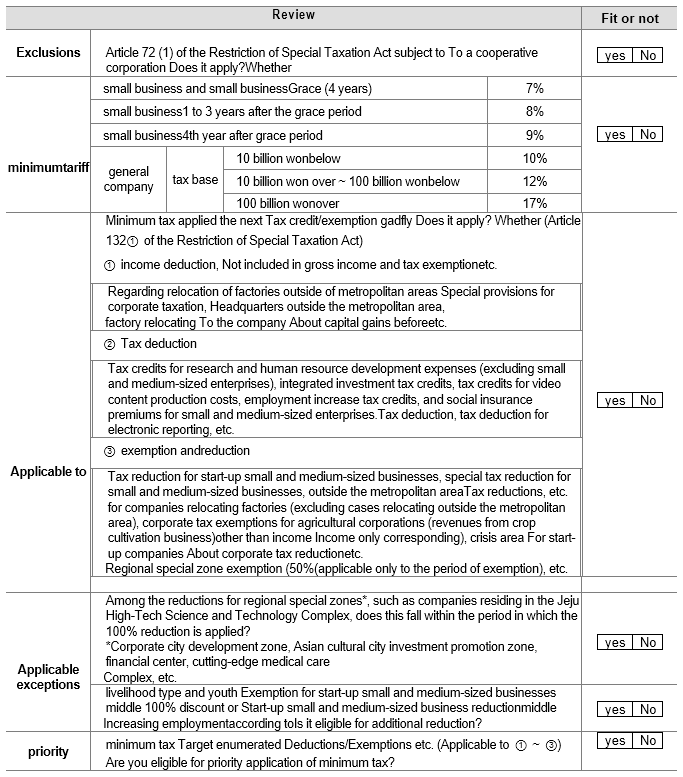 Review
Fit or not
Exclusions
Article 72 (1) of the Restriction of Special Taxation Act subject to To a cooperative
corporation Does it apply?Whether
yes No
minimumtariff
small business and small businessGrace (4 years)
7%
small business1 to 3 years after the grace period
8%
small business4th year after grace period
9%
yes No
general
company
tax base
10 billion wonbelow
10%
10 billion won over ~ 100 billion wonbelow
12%
100 billion wonover
17%
Applicable to
Minimum tax applied the next Tax credit/exemption gadfly Does it apply? Whether (Article
132① of the Restriction of Special Taxation Act)
① income deduction, Not included in gross income and tax exemptionetc.
Regarding relocation of factories outside of metropolitan areas Special provisions for
corporate taxation, Headquarters outside the metropolitan area,
factory relocating To the company About capital gains beforeetc.
② Tax deduction
Tax credits for research and human resource development expenses (excluding small
and medium-sized enterprises), integrated investment tax credits, tax credits for video
content production costs, employment increase tax credits, and social insurance
premiums for small and medium-sized enterprises.Tax deduction, tax deduction for
electronic reporting, etc.
yes No
③ exemption andreduction
Tax reduction for start-up small and medium-sized businesses, special tax reduction for
small and medium-sized businesses, outside the metropolitan areaTax reductions, etc.
for companies relocating factories (excluding cases relocating outside the metropolitan
area), corporate tax exemptions for agricultural corporations (revenues from crop
cultivation business)other than income Income only corresponding), crisis area For start-
up companies About corporate tax reductionetc.
Regional special zone exemption (50%(applicable only to the period of exemption), etc.
Applicable
exceptions
Among the reductions for regional special zones*, such as companies residing in the Jeju
High-Tech Science and Technology Complex, does this fall within the period in which the
100% reduction is applied?
*Corporate city development zone, Asian cultural city investment promotion zone,
financial center, cutting-edge medical care
Complex, etc.
yes No
livelihood type and youth Exemption for start-up small and medium-sized businesses
middle 100% discount or Start-up small and medium-sized business reductionmiddle
Increasing employmentaccording toIs it eligible for additional reduction?
yes No
priority
minimum tax Target enumerated Deductions/Exemptions etc. (Applicable to ① ~ ③)
Are you eligible for priority application of minimum tax?
yes No